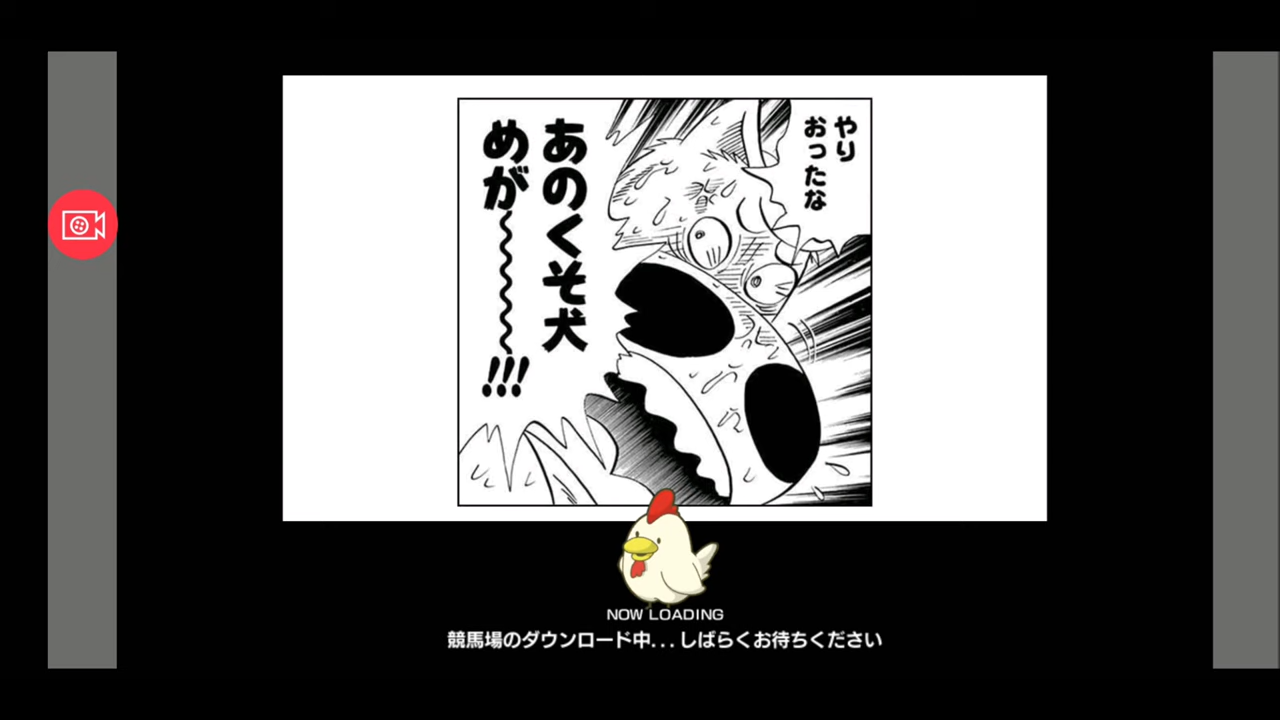 やり
おったな
あのくそ犬
めが〜〜〜〜!!!
NOW LOADING
競馬場のダウンロード中...しばらくお待ちください